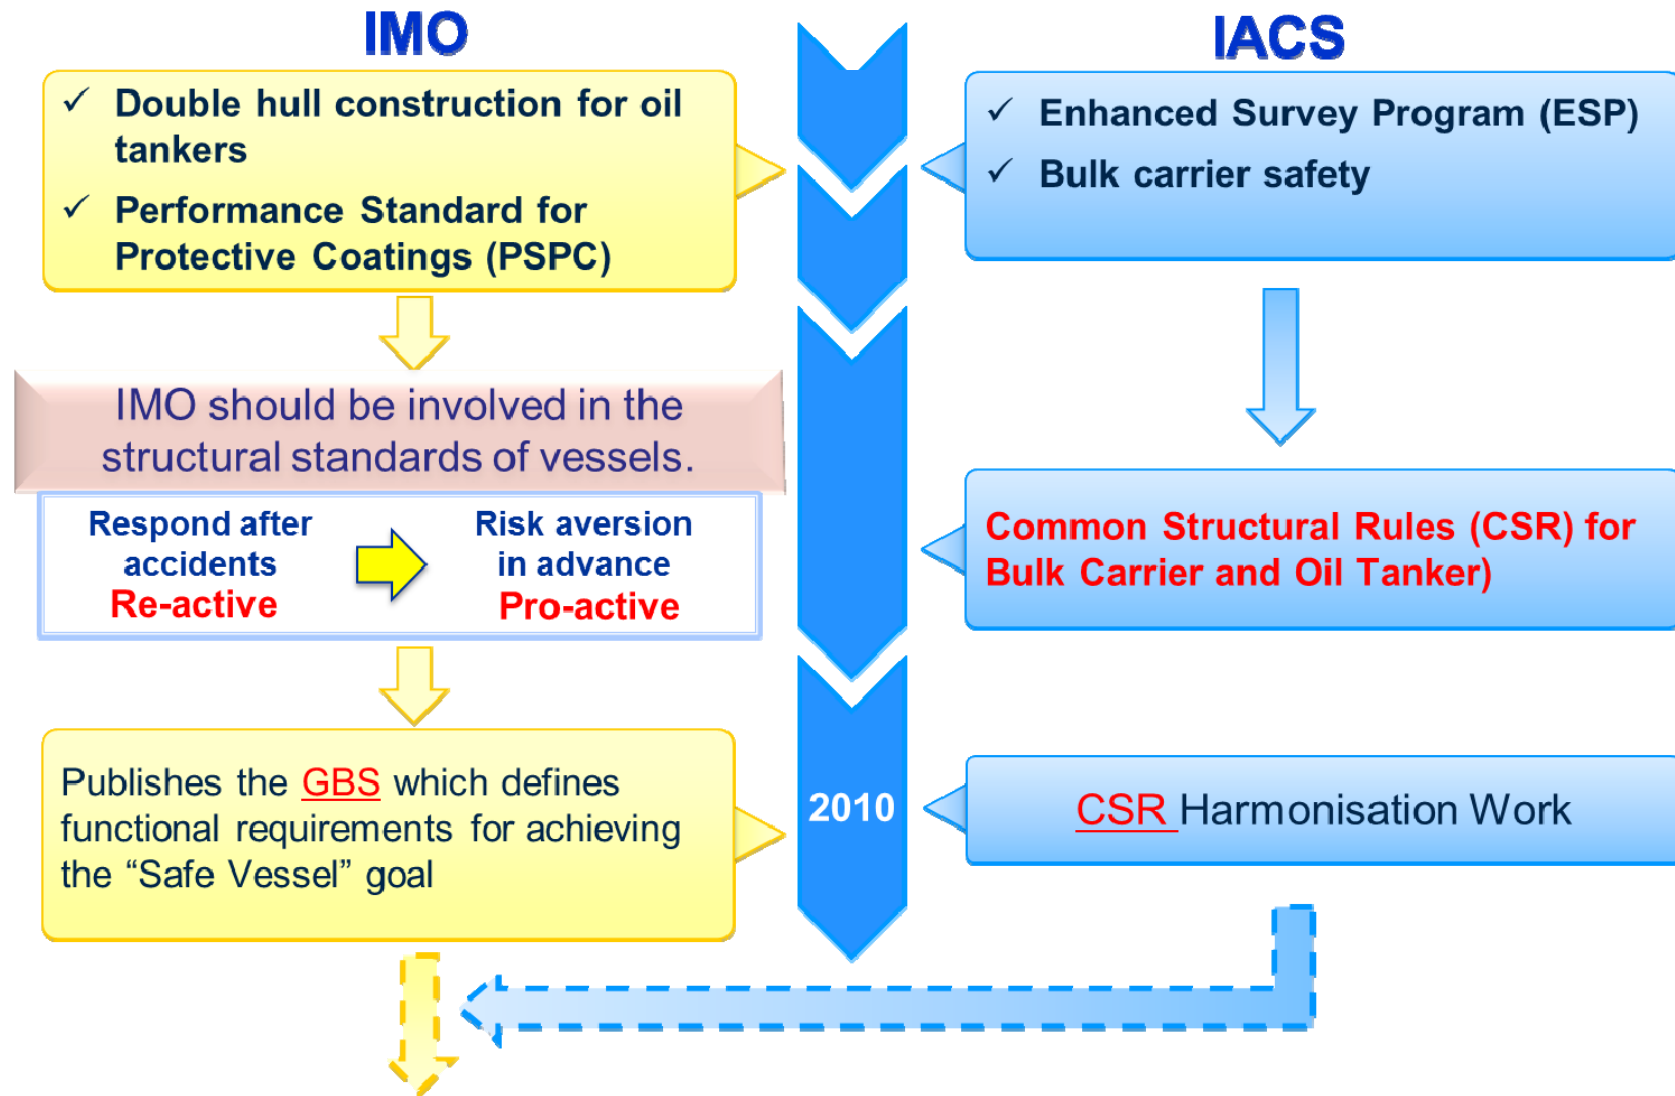 IMO
✓ Double hull construction for oil
tankers
✓ Performance Standard for
Protective Coatings (PSPC)
IMO should be involved in the
structural standards of vessels.
Respond after
accidents
Re-active
Risk aversion
in advance
Pro-active
Publishes the GBS which defines
functional requirements for achieving
the “Safe Vessel” goal
2010
IACS
✓ Enhanced Survey Program (ESP)
✓ Bulk carrier safety
Common Structural Rules (CSR) for
Bulk Carrier and Oil Tanker)
CSR Harmonisation Work